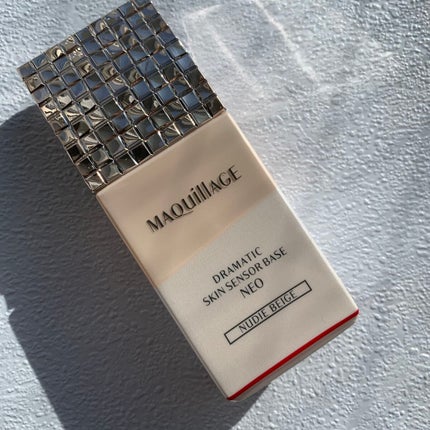 MAQuillAGE
DRAMATIC
SKIN SENSOR BASE
NEO
NUDIE BEIGE